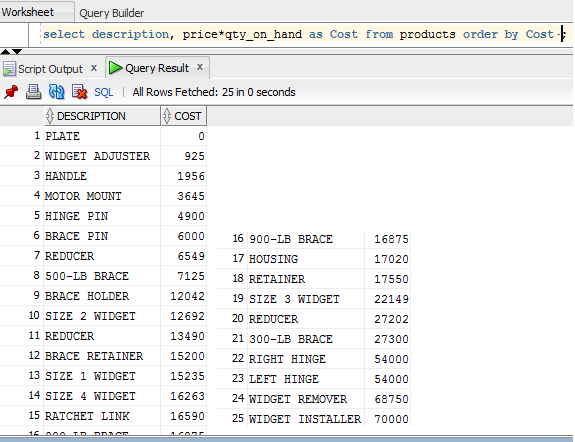 Worksheet Query Builder
select description, price*qty_on_hand as Cost from products order by Cost ;
Script Output x Query Result x
SQL | All Rows Fetched: 25 in 0 seconds
DESCRIPTION COST
1 PLATE 0
2 WIDGET ADJUSTER 925
3 HANDLE 1956
4 MOTOR MOUNT 3645
5 HINGE PIN 4900
6 BRACE PIN 6000
7 REDUCER 6549
8 500-LB BRACE 7125
9 BRACE HOLDER 12042
10 SIZE 2 WIDGET 12692
11 REDUCER 13490
12 BRACE RETAINER 15200
13 SIZE 1 WIDGET 15235
14 SIZE 4 WIDGET 16263
15 RATCHET LINK 16590
16 900-LB BRACE 16875
16 900-LB BRACE 16875
17 HOUSING 17020
18 RETAINER 17550
19 SIZE 3 WIDGET 22149
20 REDUCER 27202
21 300-LB BRACE 27300
22 RIGHT HINGE 54000
23 LEFT HINGE 54000
24 WIDGET REMOVER 68750
25 WIDGET INSTALLER 70000